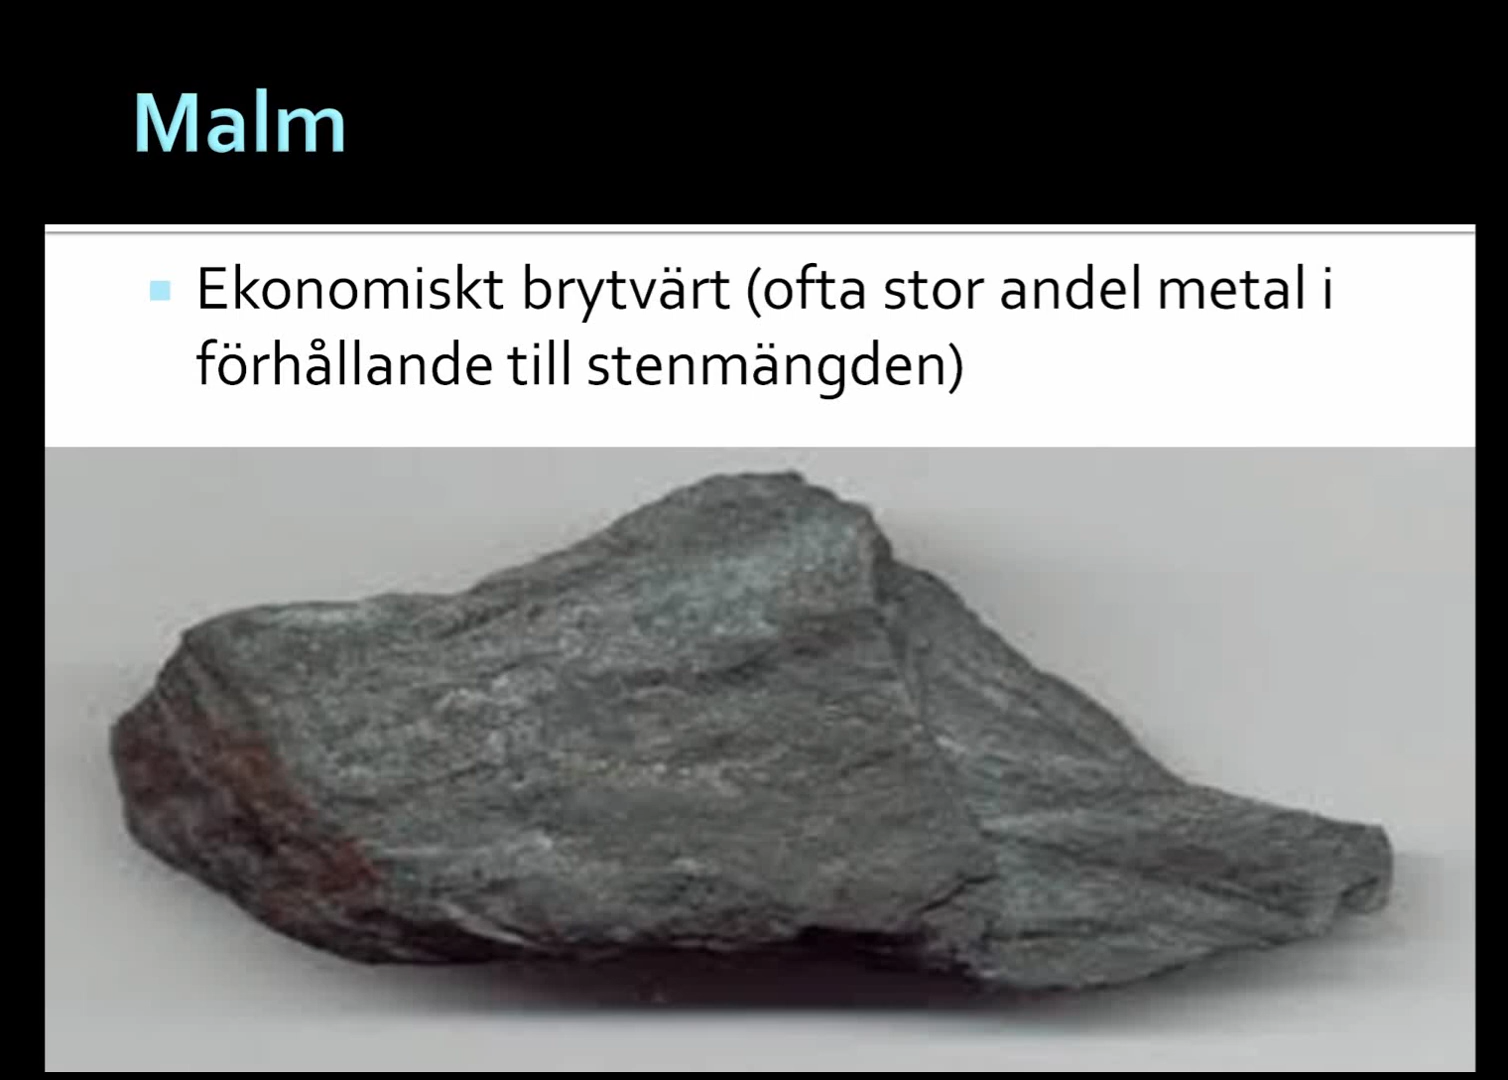 Malm
Ekonomiskt brytvärt (ofta stor andel metal i
förhållande till stenmängden)